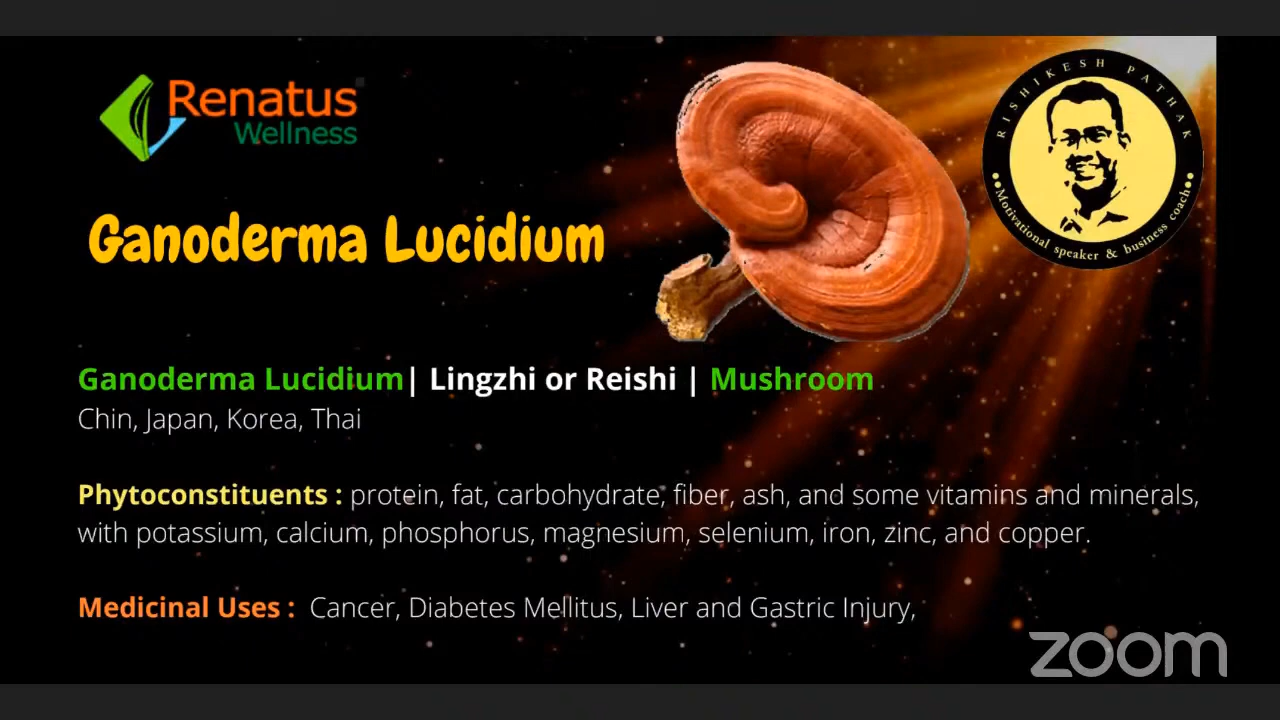 Renatus
Wellness
RISHIKESH PATHAK
Motivational speaker & business coach
Ganoderma Lucidium
Ganoderma Lucidium| Lingzhi or Reishi | Mushroom
Chin, Japan, Korea, Thai
Phytoconstituents : protein, fat, carbohydrate, fiber, ash, and some vitamins and minerals,
with potassium, calcium, phosphorus, magnesium, selenium, iron, zinc, and copper.
Medicinal Uses : Cancer, Diabetes Mellitus, Liver and Gastric Injury,
zoom